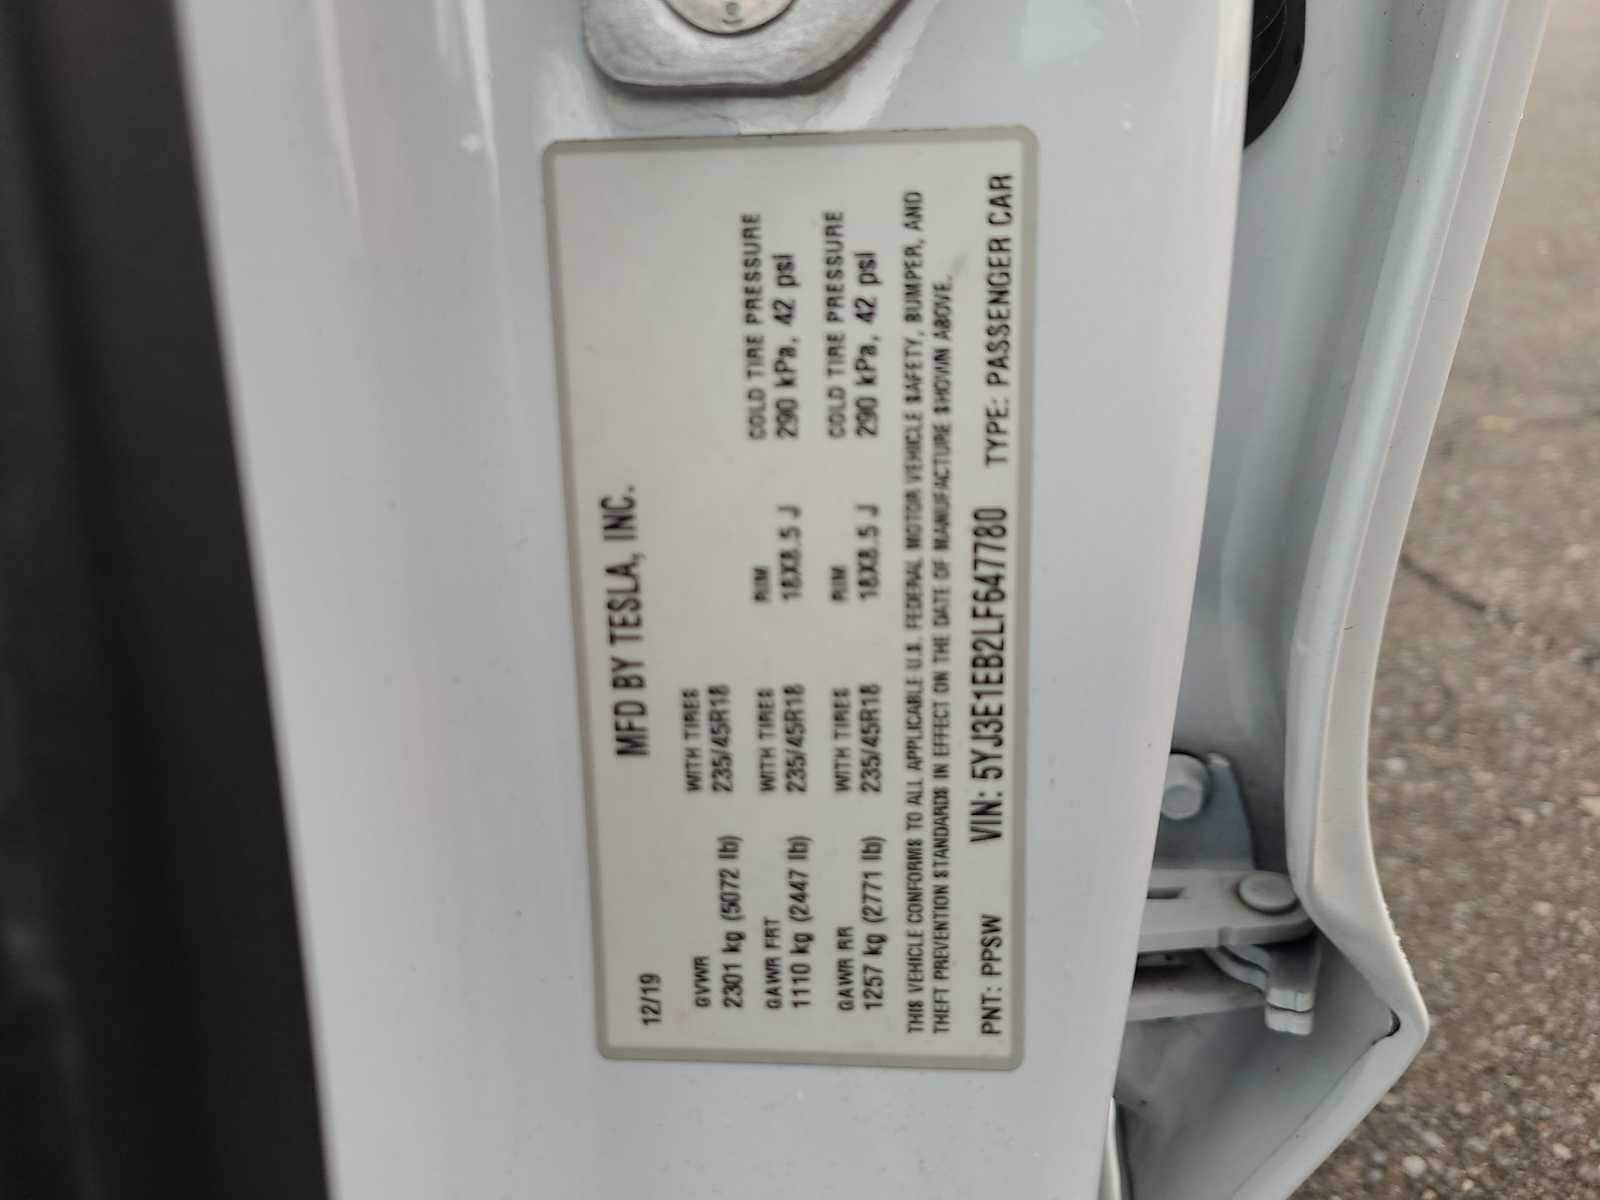 MFD BY TESLA, INC.
12/19
GVWR WITH TIRES
2301 kg (5072 lb) 235/45R18
GAWR FRT WITH TIRES RIM COLD TIRE PRESSURE
1110 kg (2447 lb) 235/45R18 18X8.5 J 290 kPa, 42 psi
GAWR RR WITH TIRES RIM COLD TIRE PRESSURE
1257 kg (2771 lb) 235/45R18 18X8.5 J 290 kPa, 42 psi
THIS VEHICLE CONFORMS TO ALL APPLICABLE U.S. FEDERAL MOTOR VEHICLE SAFETY, BUMPER, AND
THEFT PREVENTION STANDARDS IN EFFECT ON THE DATE OF MANUFACTURE SHOWN ABOVE.
PNT: PPSW VIN: 5YJ3E1EB2LF647780 TYPE: PASSENGER CAR